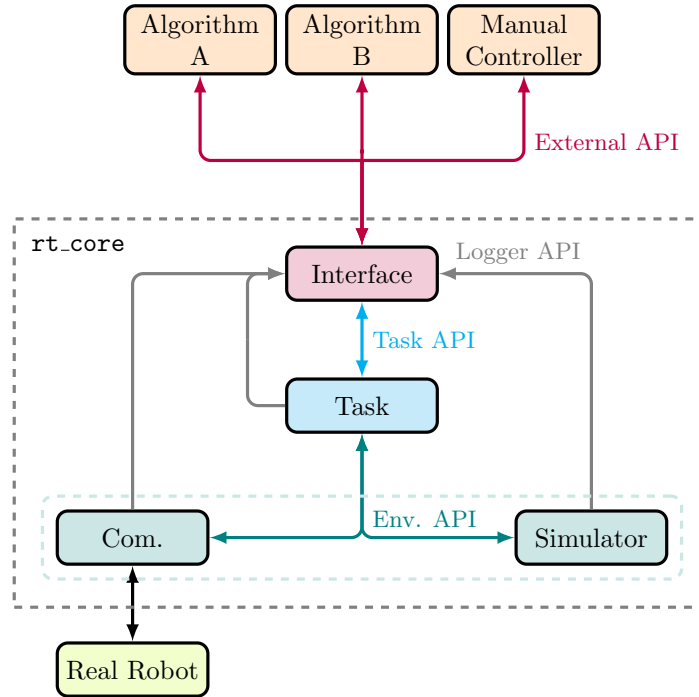 Algorithm
A
Algorithm
B
Manual
Controller
External API
rt_core
Logger API
Interface
Task API
Task
Env. API
Com.
Simulator
Real Robot